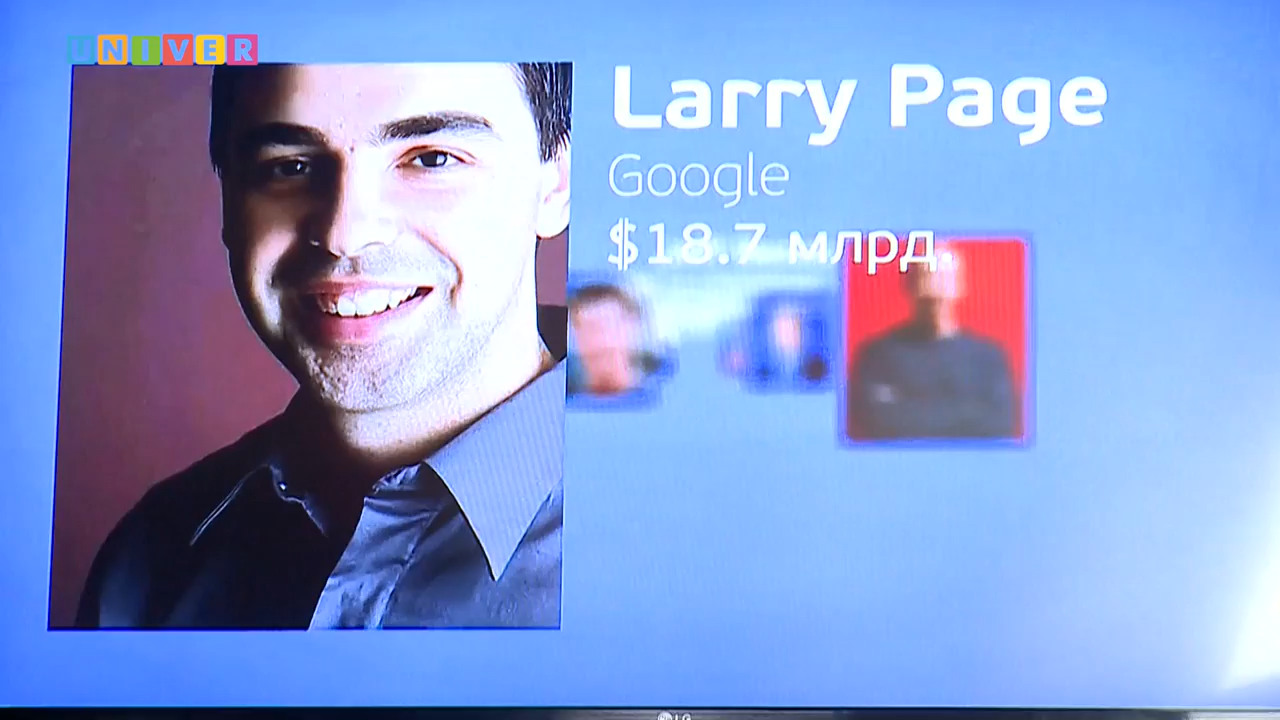 UNIVER
Larry Page
Google
$18.7 млрд.
LG